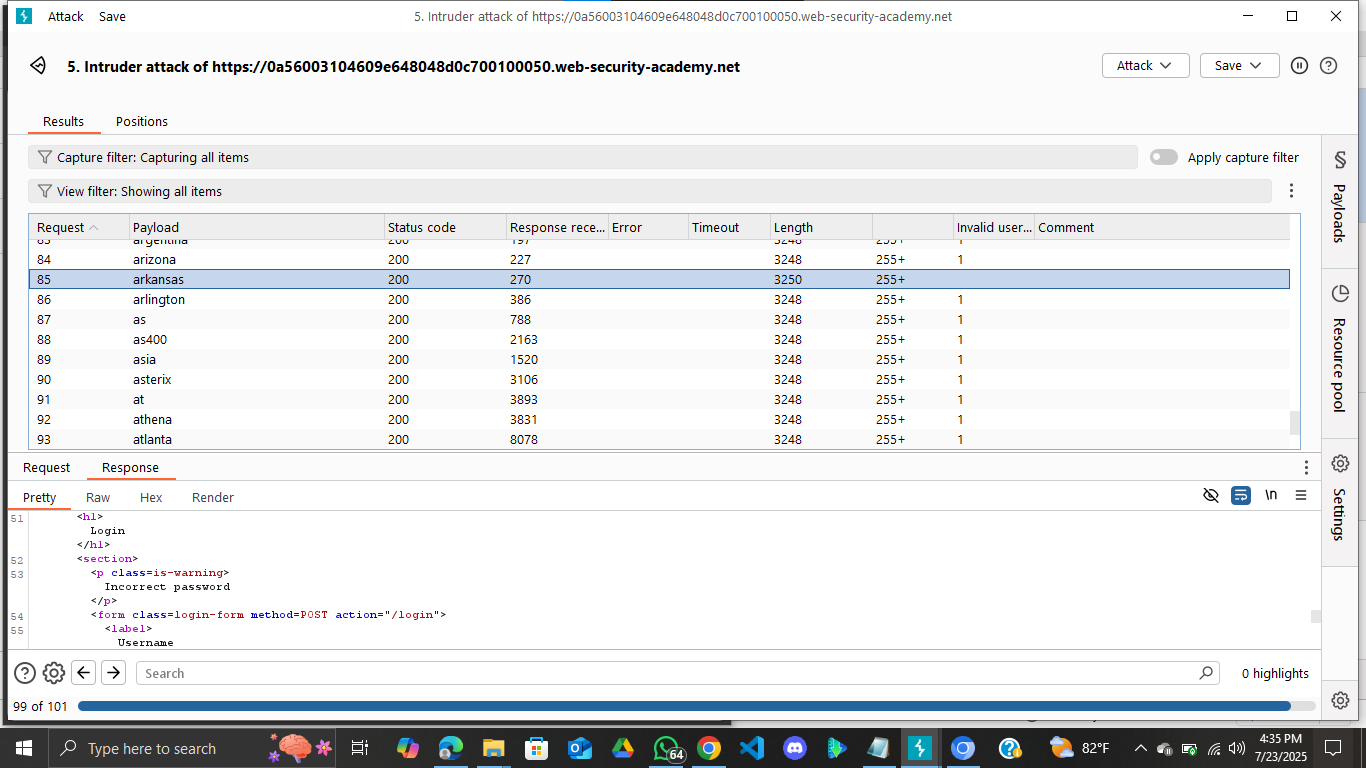 Attack Save 5. Intruder attack of https://0a56003104609e648048d0c700100050.web-security-academy.net
5. Intruder attack of https://0a56003104609e648048d0c700100050.web-security-academy.net Attack Save
Results Positions
Capture filter: Capturing all items Apply capture filter
View filter: Showing all items
Request Payload Status code Response rece... Error Timeout Length Invalid user... Comment
83 argentina 200 197 3248 255+ 1
84 arizona 200 227 3248 255+ 1
85 arkansas 200 270 3250 255+
86 arlington 200 386 3248 255+ 1
87 as 200 788 3248 255+ 1
88 as400 200 2163 3248 255+ 1
89 asia 200 1520 3248 255+ 1
90 asterix 200 3106 3248 255+ 1
91 at 200 3893 3248 255+ 1
92 athena 200 3831 3248 255+ 1
93 atlanta 200 8078 3248 255+ 1
Payloads
Resource pool
Settings
Request Response
Pretty Raw Hex Render \n
51 <h1>
Login
</h1>
52 <section>
53 <p class=is-warning>
Incorrect password
</p>
54 <form class=login-form method=POST action="/login">
55 <label>
Username
Search 0 highlights
99 of 101
Type here to search 64 82°F 4:35 PM
7/23/2025